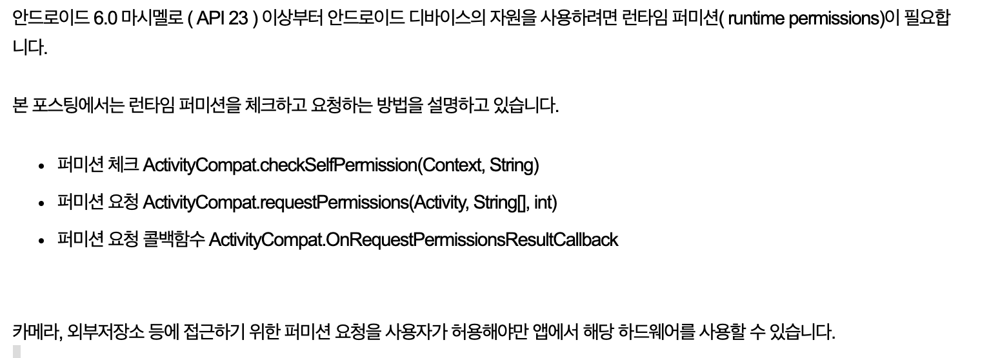 안드로이드 6.0 마시멜로 ( API 23 ) 이상부터 안드로이드 디바이스의 자원을 사용하려면 런타임 퍼미션( runtime permissions)이 필요합
니다.
본 포스팅에서는 런타임 퍼미션을 체크하고 요청하는 방법을 설명하고 있습니다.
• 퍼미션 체크 ActivityCompat.checkSelfPermission(Context, String)
• 퍼미션 요청 ActivityCompat.requestPermissions(Activity, String[], int)
• 퍼미션 요청 콜백함수 ActivityCompat.OnRequestPermissionsResultCallback
카메라, 외부저장소 등에 접근하기 위한 퍼미션 요청을 사용자가 허용해야만 앱에서 해당 하드웨어를 사용할 수 있습니다.